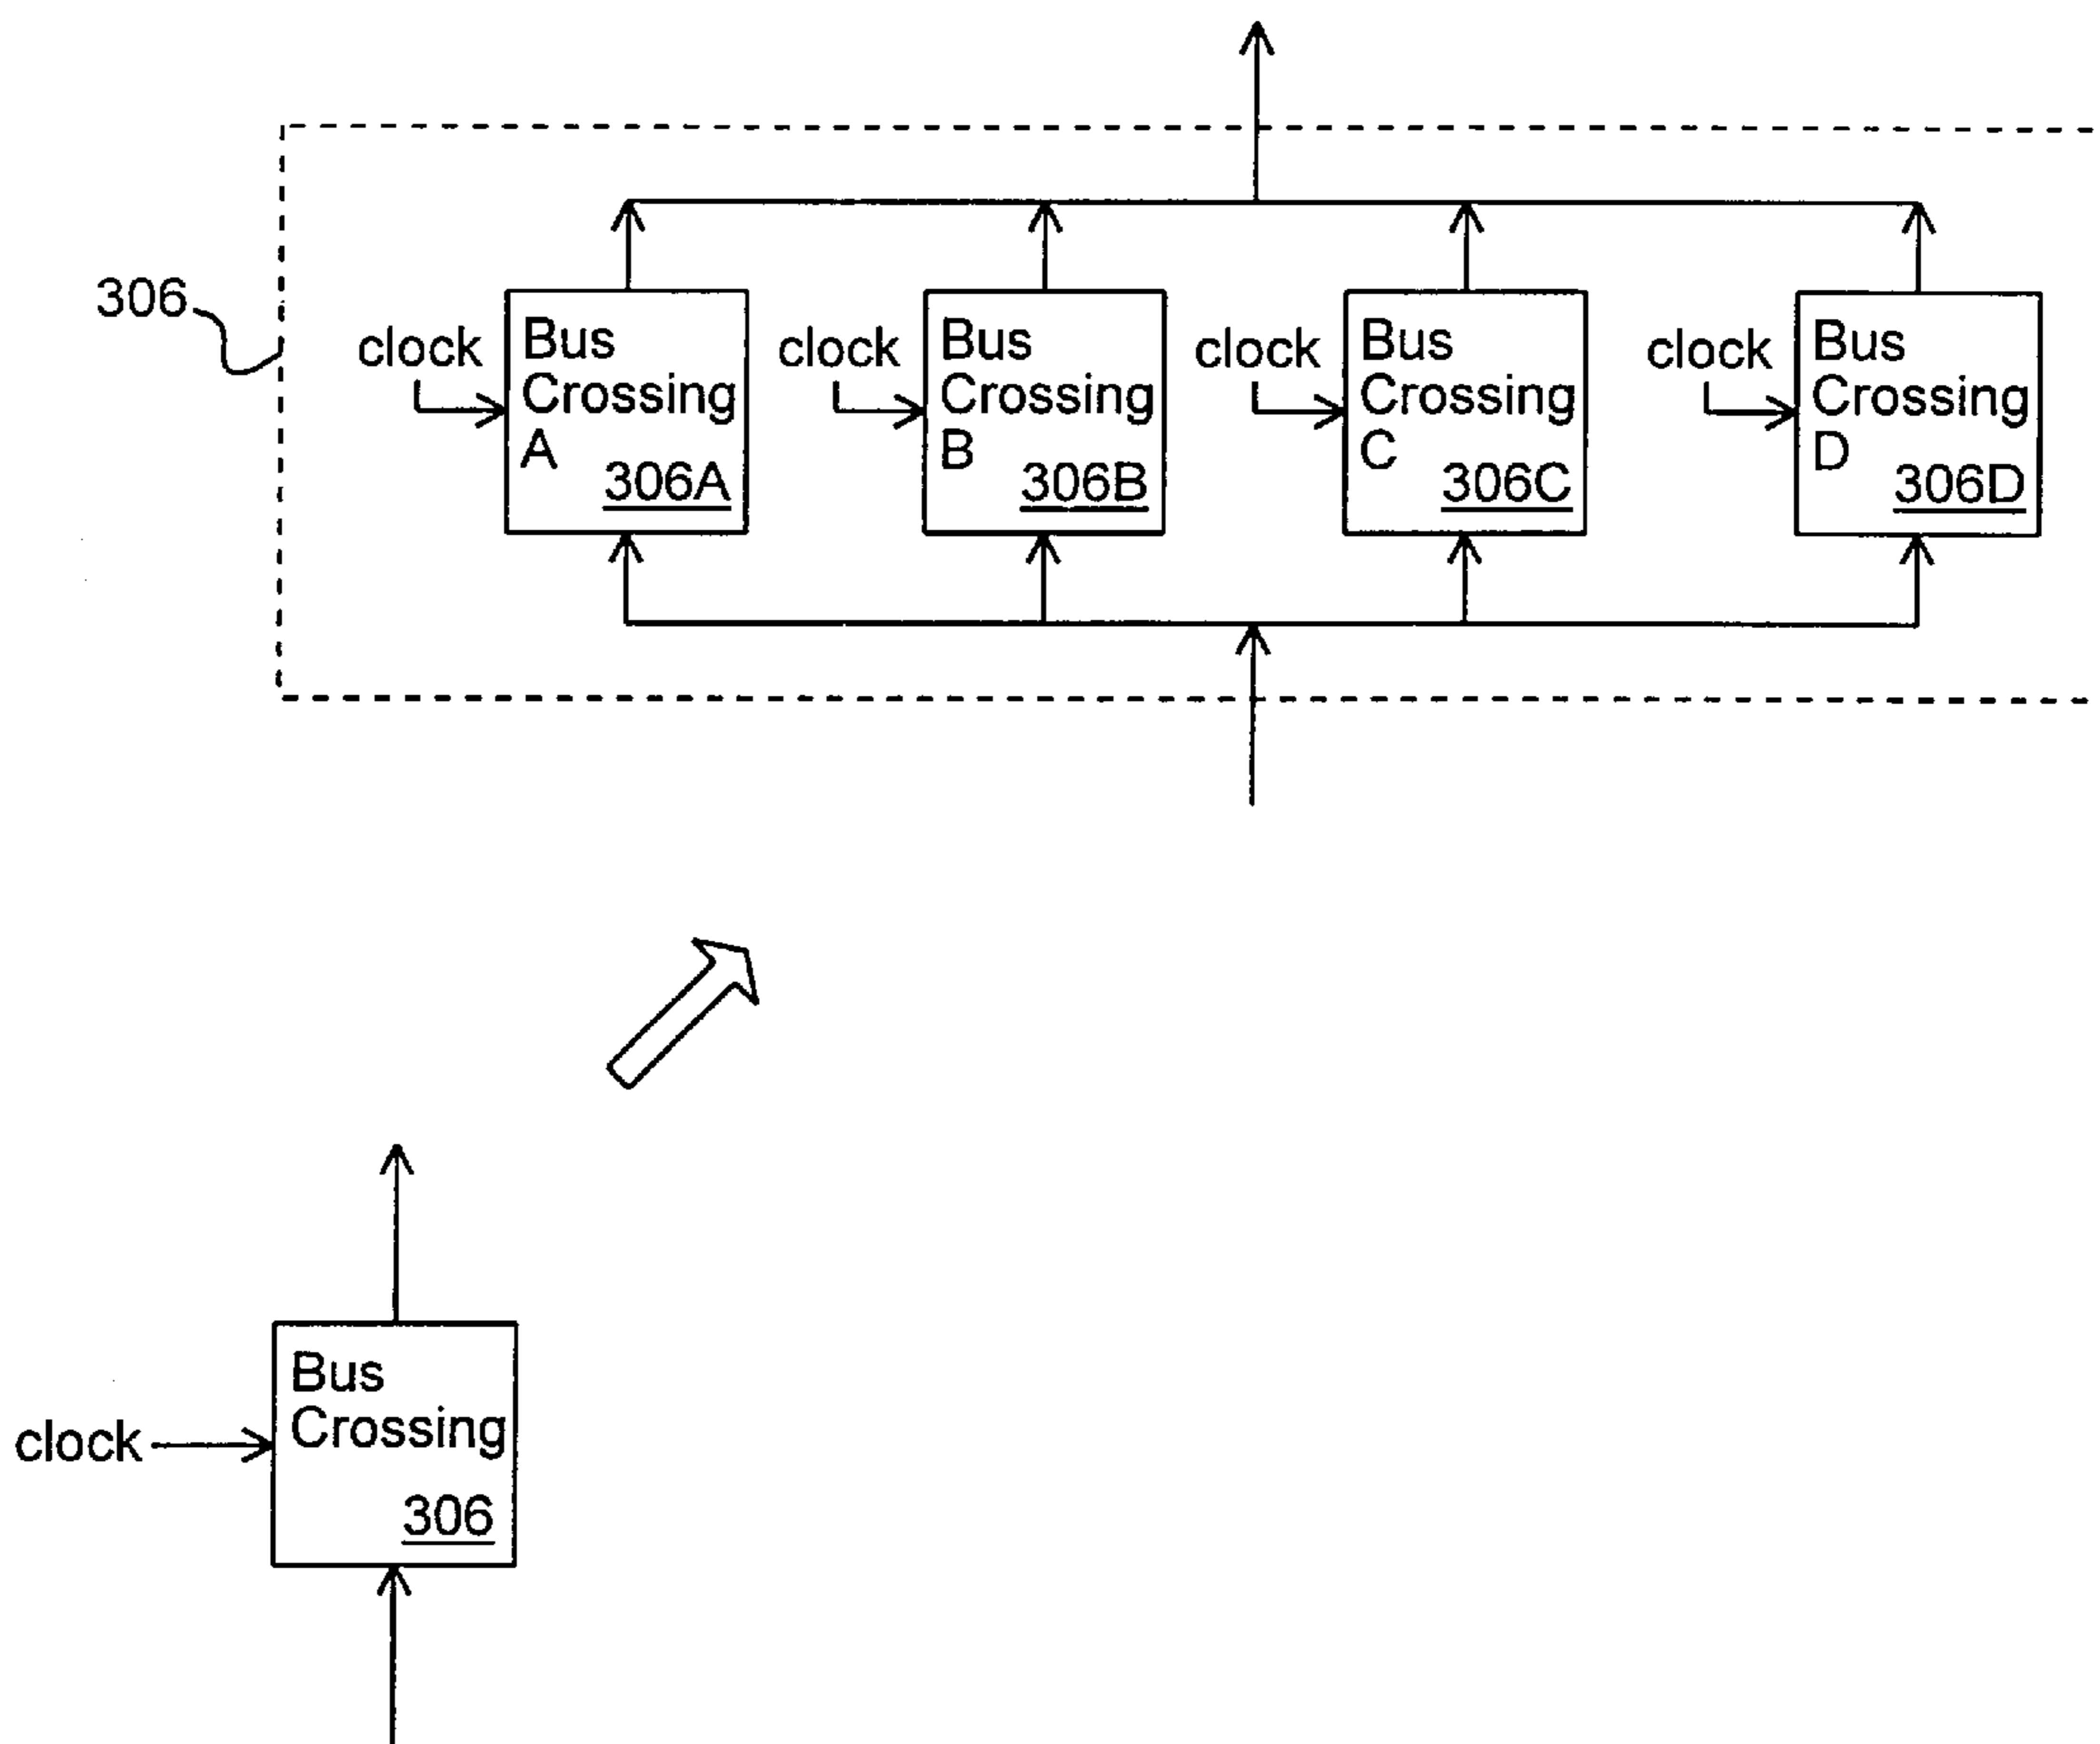 306
clock
Bus
Crossing
A
306A
clock
Bus
Crossing
B
306B
clock
Bus
Crossing
C
306C
clock
Bus
Crossing
D
306D
clock
Bus
Crossing
306